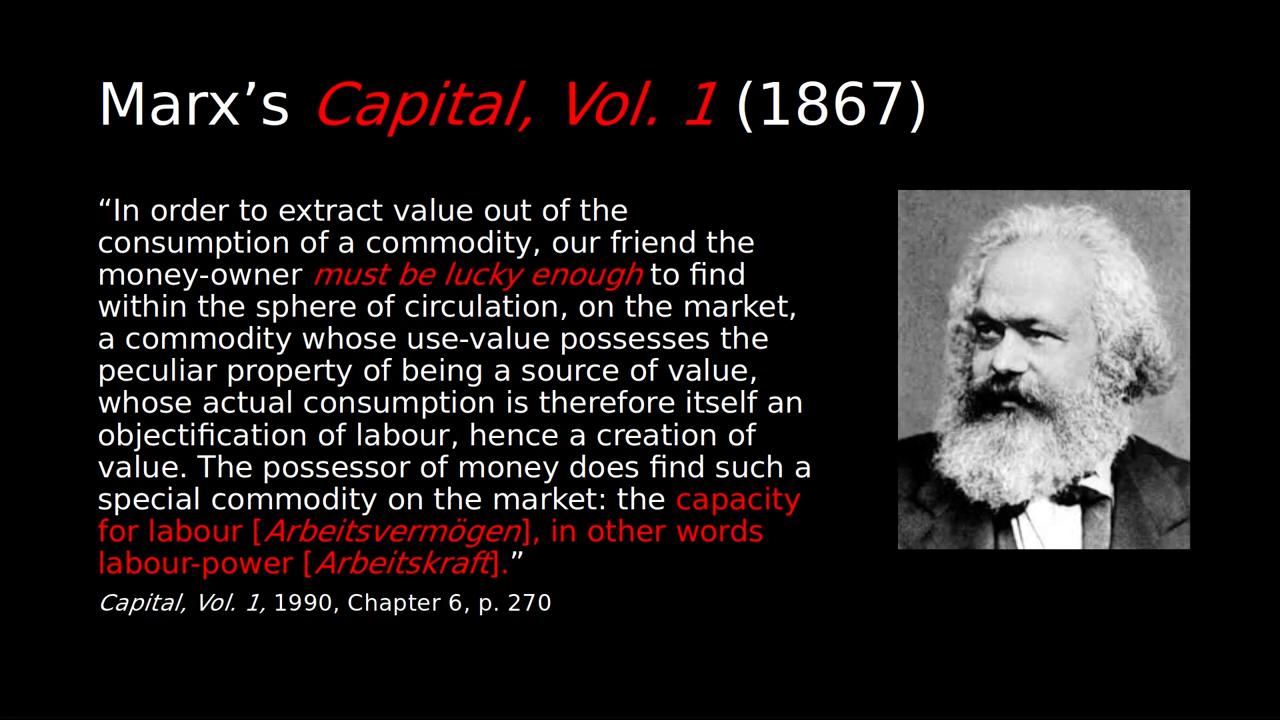 Marx’s Capital, Vol. 1 (1867)
“In order to extract value out of the
consumption of a commodity, our friend the
money-owner must be lucky enough to find
within the sphere of circulation, on the market,
a commodity whose use-value possesses the
peculiar property of being a source of value,
whose actual consumption is therefore itself an
objectification of labour, hence a creation of
value. The possessor of money does find such a
special commodity on the market: the capacity
for labour [Arbeitsvermögen], in other words
labour-power [Arbeitskraft].”
Capital, Vol. 1, 1990, Chapter 6, p. 270